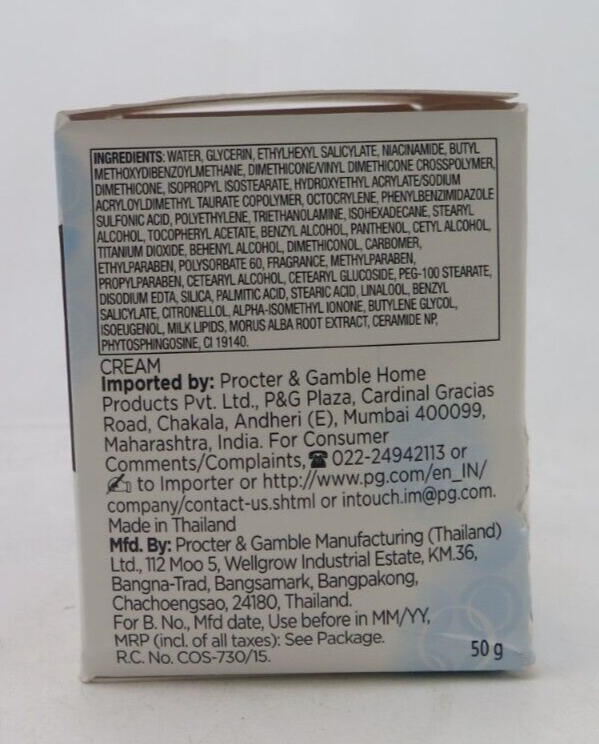 INGREDIENTS: WATER, GLYCERIN, ETHYLHEXYL SALICYLATE, NIACINAMIDE, BUTYL
METHOXYDIBENZOYLMETHANE, DIMETHICONE/VINYL DIMETHICONE CROSSPOLYMER,
DIMETHICONE, ISOPROPYL ISOSTEARATE, HYDROXYETHYL ACRYLATE/SODIUM
ACRYLOYLDIMETHYL TAURATE COPOLYMER, OCTOCRYLENE, PHENYLBENZIMIDAZOLE
SULFONIC ACID, POLYETHYLENE, TRIETHANOLAMINE, ISOHEXADECANE, STEARYL
ALCOHOL, TOCOPHERYL ACETATE, BENZYL ALCOHOL, PANTHENOL, CETYL ALCOHOL,
TITANIUM DIOXIDE, BEHENYL ALCOHOL, DIMETHICONOL, CARBOMER,
ETHYLPARABEN, POLYSORBATE 60, FRAGRANCE, METHYLPARABEN,
PROPYLPARABEN, CETEARYL ALCOHOL, CETEARYL GLUCOSIDE, PEG-100 STEARATE,
DISODIUM EDTA, SILICA, PALMITIC ACID, STEARIC ACID, LINALOOL, BENZYL
SALICYLATE, CITRONELLOL, ALPHA-ISOMETHYL IONONE, BUTYLENE GLYCOL,
ISOEUGENOL, MILK LIPIDS, MORUS ALBA ROOT EXTRACT, CERAMIDE NP,
PHYTOSPHINGOSINE, CI 19140.
CREAM
Imported by: Procter & Gamble Home
Products Pvt. Ltd., P&G Plaza, Cardinal Gracias
Road, Chakala, Andheri (E), Mumbai 400099,
Maharashtra, India. For Consumer
Comments/Complaints, ☎ 022-24942113 or
✍ to Importer or http://www.pg.com/en_IN/
company/contact-us.shtml or intouch.im@pg.com.
Made in Thailand
Mfd. By: Procter & Gamble Manufacturing (Thailand)
Ltd., 112 Moo 5, Wellgrow Industrial Estate, KM.36,
Bangna-Trad, Bangsamark, Bangpakong,
Chachoengsao, 24180, Thailand.
For B. No., Mfd date, Use before in MM/YY,
MRP (incl. of all taxes): See Package.
R.C. No. COS-730/15.
50 g